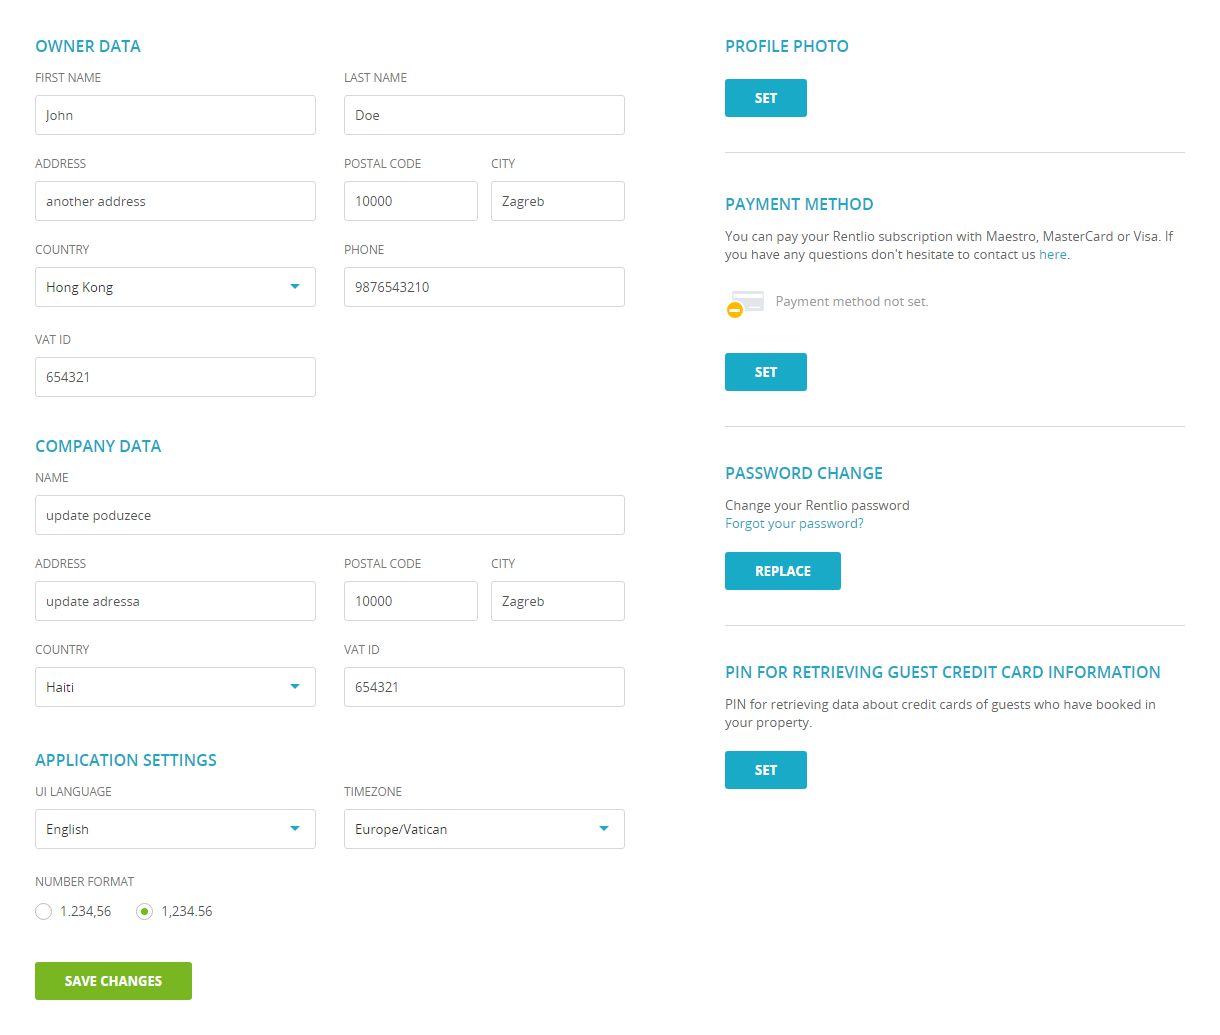 OWNER DATA
FIRST NAME
LAST NAME
John
Doe
ADDRESS
POSTAL CODE
CITY
another address
10000
Zagreb
COUNTRY
PHONE
Hong Kong
9876543210
VAT ID
654321
COMPANY DATA
NAME
update poduzece
ADDRESS
POSTAL CODE
CITY
update adressa
10000
Zagreb
COUNTRY
VAT ID
Haiti
654321
APPLICATION SETTINGS
UI LANGUAGE
TIMEZONE
English
Europe/Vatican
NUMBER FORMAT
1.234,56
1,234.56
SAVE CHANGES
PROFILE PHOTO
SET
PAYMENT METHOD
You can pay your Rentlio subscription with Maestro, MasterCard or Visa. If
you have any questions don't hesitate to contact us here.
Payment method not set.
SET
PASSWORD CHANGE
Change your Rentlio password
Forgot your password?
REPLACE
PIN FOR RETRIEVING GUEST CREDIT CARD INFORMATION
PIN for retrieving data about credit cards of guests who have booked in
your property.
SET